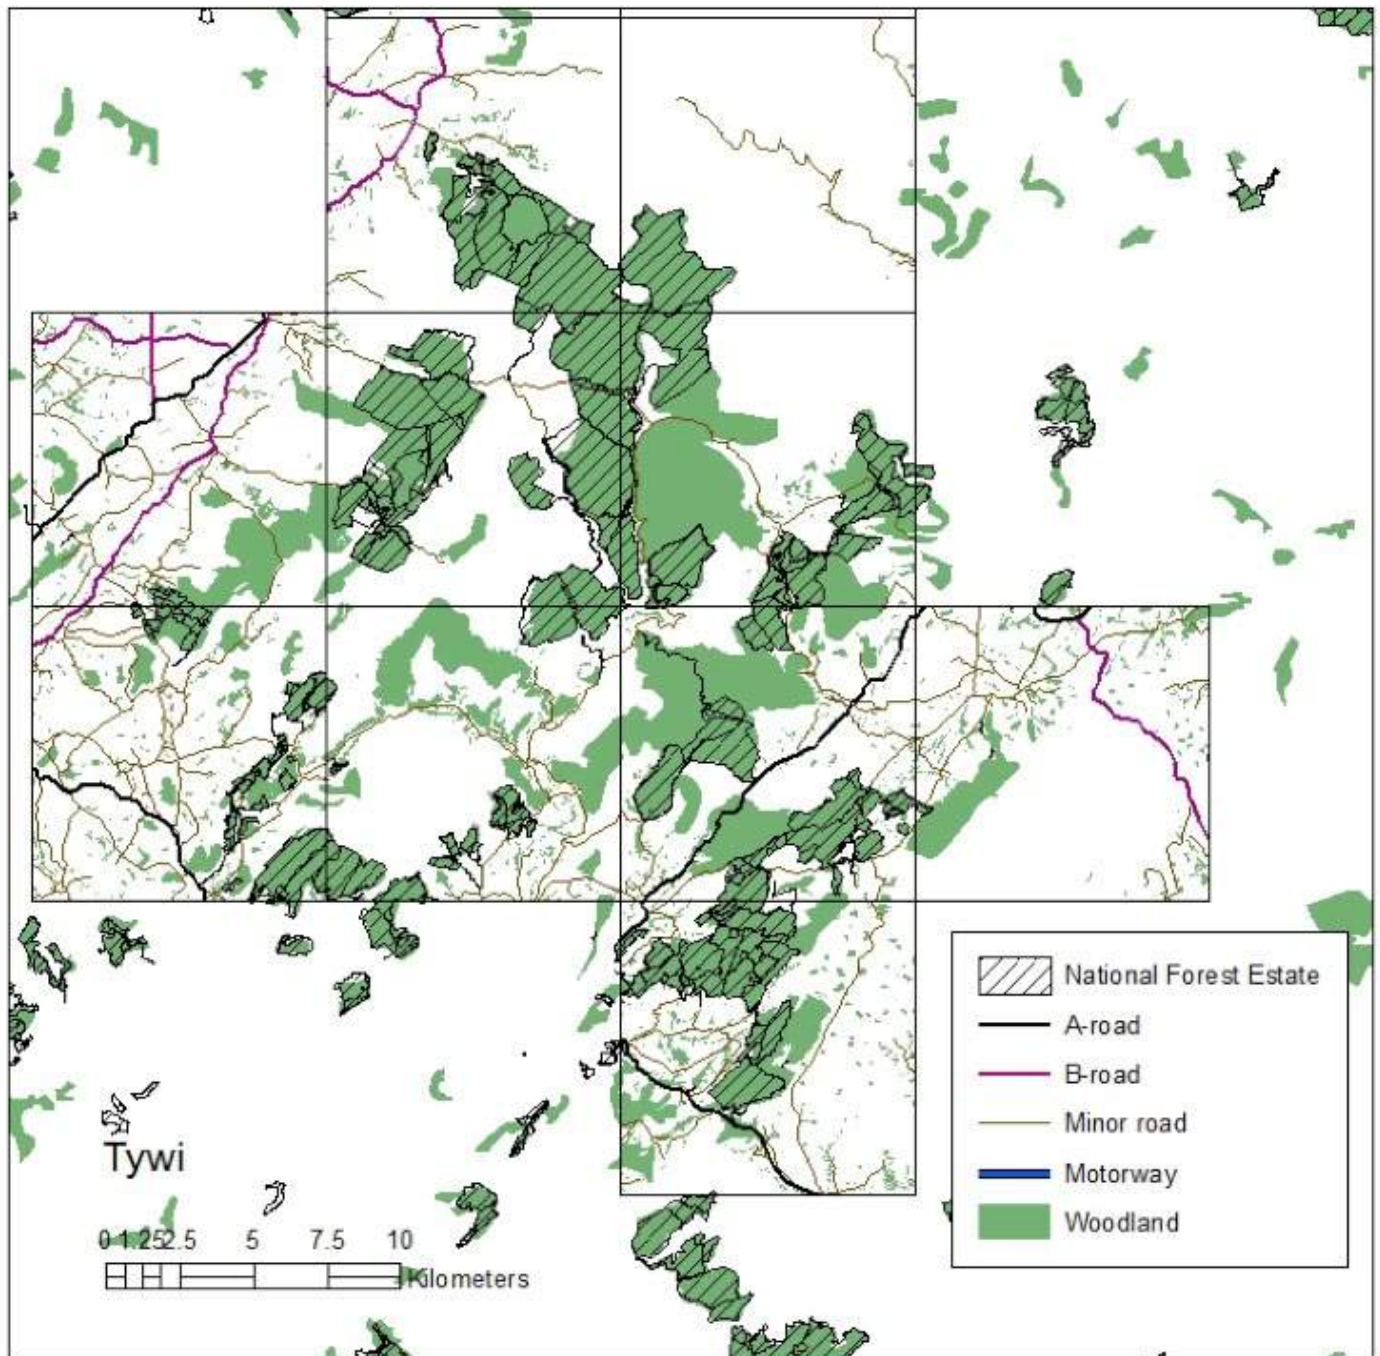 National Forest Estate
A-road
B-road
Minor road
Motorway
Woodland
Tywi
0 1.25 2.5 5 7.5 10
Kilometers